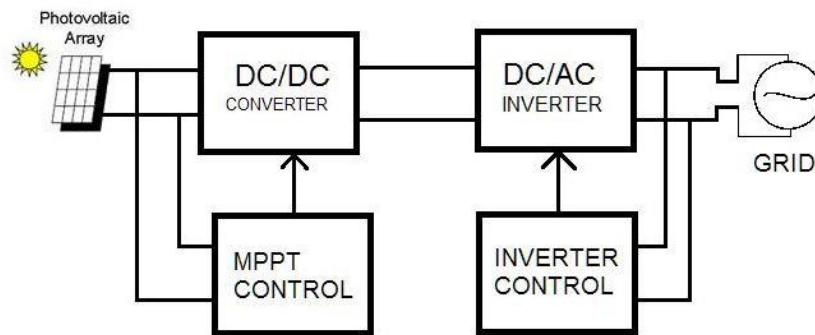 Photovoltaic
Array
DC/DC
CONVERTER
DC/AC
INVERTER
GRID
MPPT
CONTROL
INVERTER
CONTROL